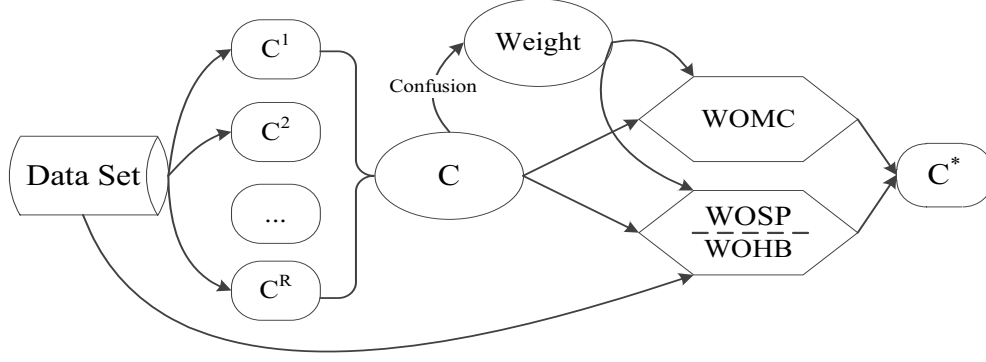 Data Set
C¹
C²
...
Cᴿ
C
Confusion
Weight
WOMC
WOSP
WOHB
C*